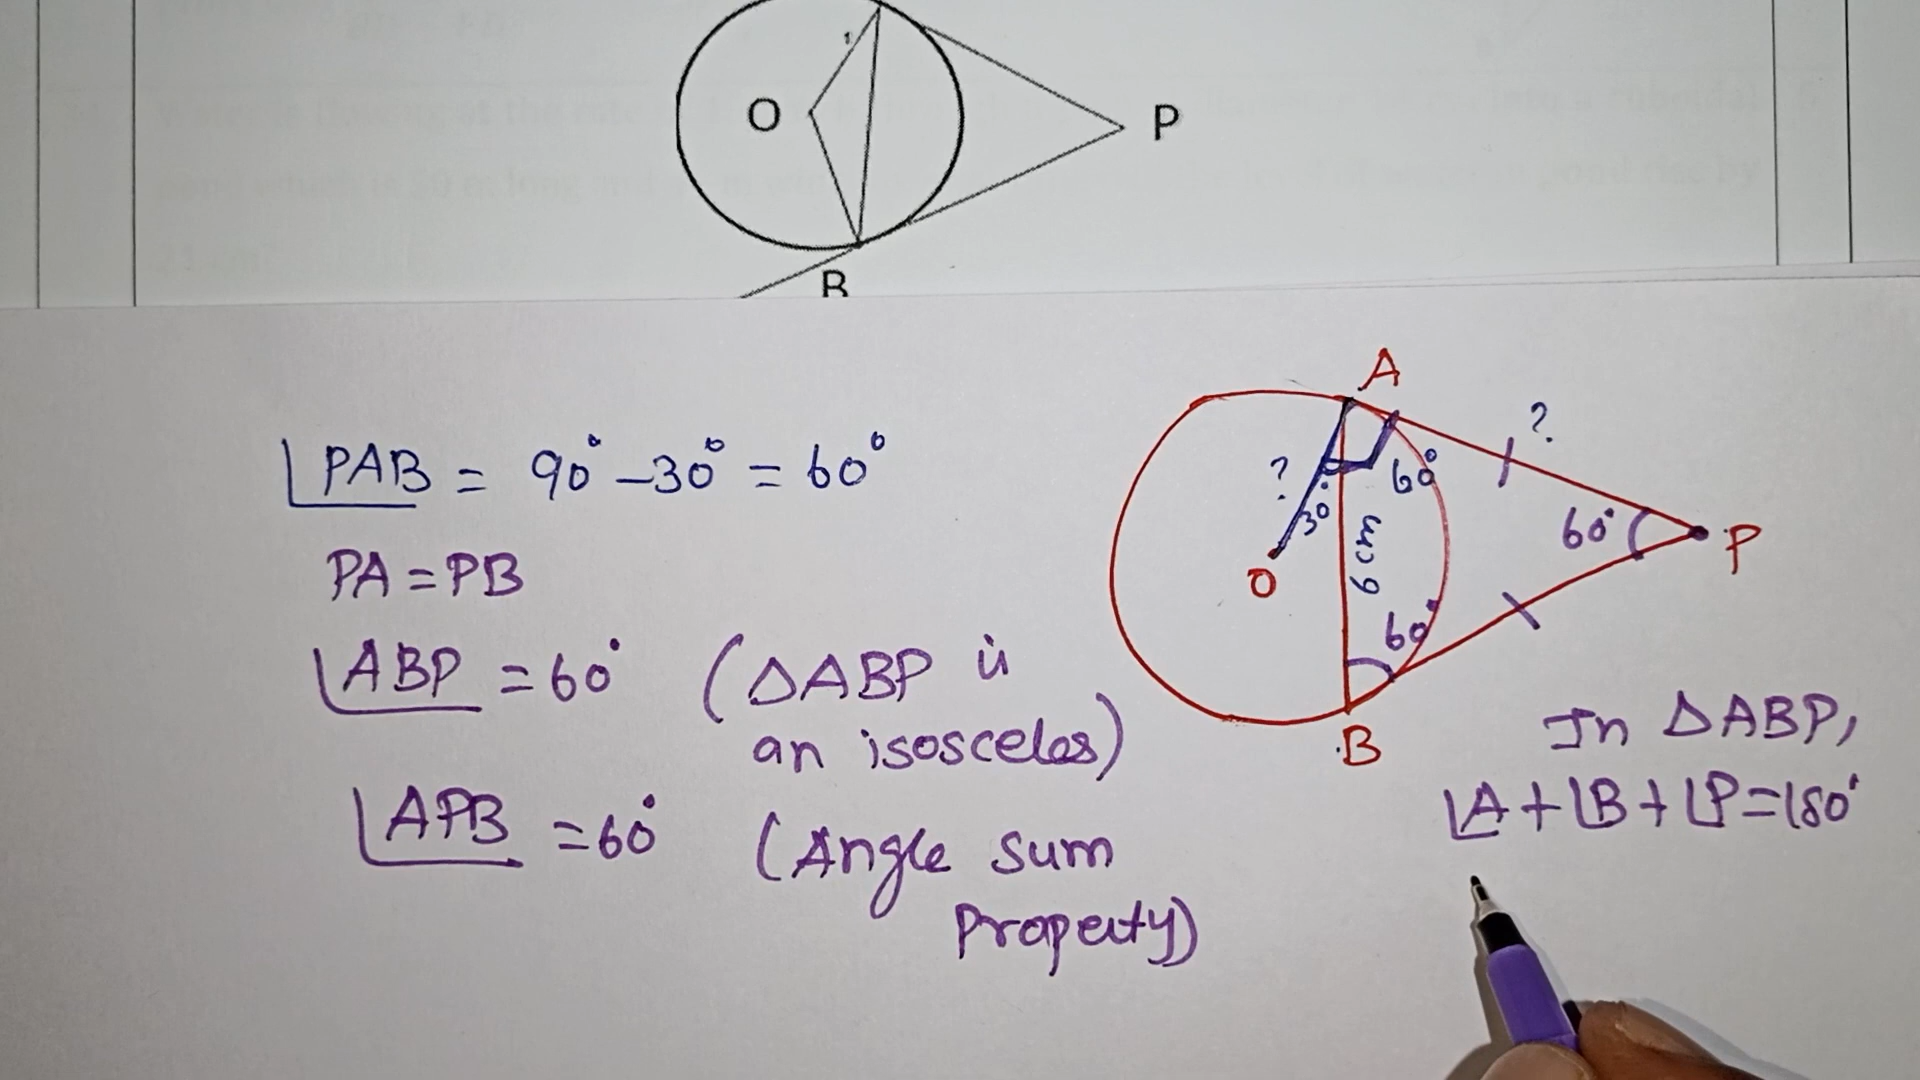 O
P
B
∠PAB = 90° - 30° = 60°
PA = PB
∠ABP = 60° (△ABP is
an isosceles)
∠APB = 60° (Angle sum
Property)
A
?
?
30°
60°
6 cm
60°
P
O
60°
B
In △ABP,
∠A + ∠B + ∠P = 180°